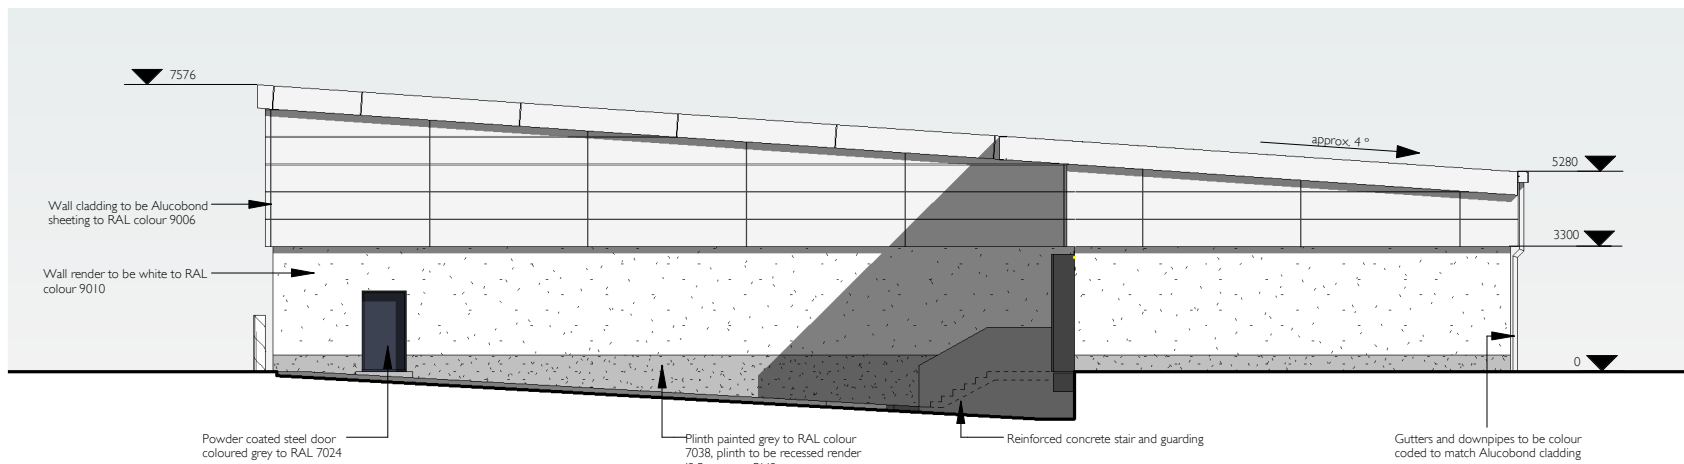 7576
approx. 4 °
5280
Wall cladding to be Alucobond
sheeting to RAL colour 9006
3300
Wall render to be white to RAL
colour 9010
0
Powder coated steel door
coloured grey to RAL 7024
Plinth painted grey to RAL colour
7038, plinth to be recessed render
Reinforced concrete stair and guarding
Gutters and downpipes to be colour
coded to match Alucobond cladding